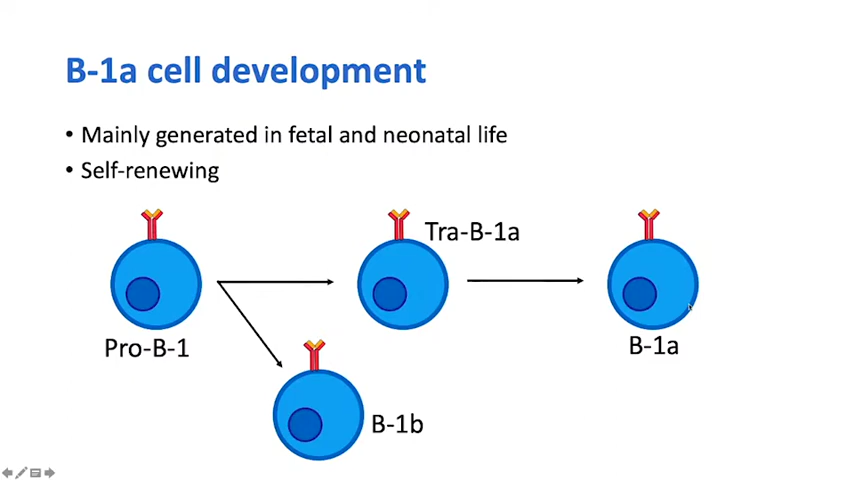 B-1a cell development
• Mainly generated in fetal and neonatal life
• Self-renewing
Tra-B-1a
Pro-B-1
B-1a
B-1b